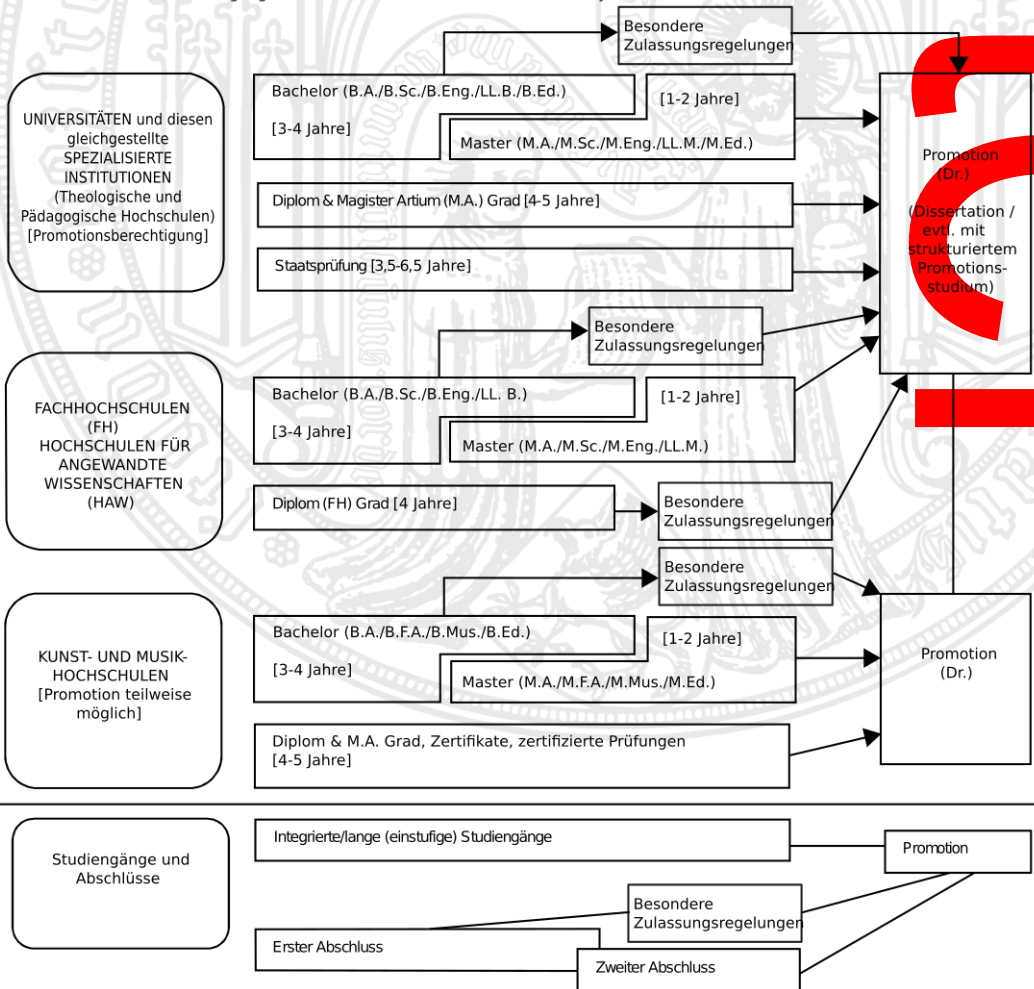 Besondere
Zulassungsregelungen
UNIVERSITÄTEN und diesen
gleichgestellte
SPEZIALISIERTE
INSTITUTIONEN
(Theologische und
Pädagogische Hochschulen)
[Promotionsberechtigung]
Bachelor (B.A./B.Sc./B.Eng./LL.B./B.Ed.)
[3-4 Jahre]
[1-2 Jahre]
Master (M.A./M.Sc./M.Eng./LL.M./M.Ed.)
Diplom & Magister Artium (M.A.) Grad [4-5 Jahre]
Staatsprüfung [3,5-6,5 Jahre]
Promotion
(Dr.)
(Dissertation /
evtl. mit
strukturiertem
Promotions-
studium)
Besondere
Zulassungsregelungen
FACHHOCHSCHULEN
(FH)
HOCHSCHULEN FÜR
ANGEWANDTE
WISSENSCHAFTEN
(HAW)
Bachelor (B.A./B.Sc./B.Eng./LL. B.)
[3-4 Jahre]
[1-2 Jahre]
Master (M.A./M.Sc./M.Eng./LL.M.)
Diplom (FH) Grad [4 Jahre]
Besondere
Zulassungsregelungen
Besondere
Zulassungsregelungen
KUNST- UND MUSIK-
HOCHSCHULEN
[Promotion teilweise
möglich]
Bachelor (B.A./B.F.A./B.Mus./B.Ed.)
[3-4 Jahre]
[1-2 Jahre]
Master (M.A./M.F.A./M.Mus./M.Ed.)
Diplom & M.A. Grad, Zertifikate, zertifizierte Prüfungen
[4-5 Jahre]
Promotion
(Dr.)
Studiengänge und
Abschlüsse
Integrierte/lange (einstufige) Studiengänge
Promotion
Besondere
Zulassungsregelungen
Erster Abschluss
Zweiter Abschluss